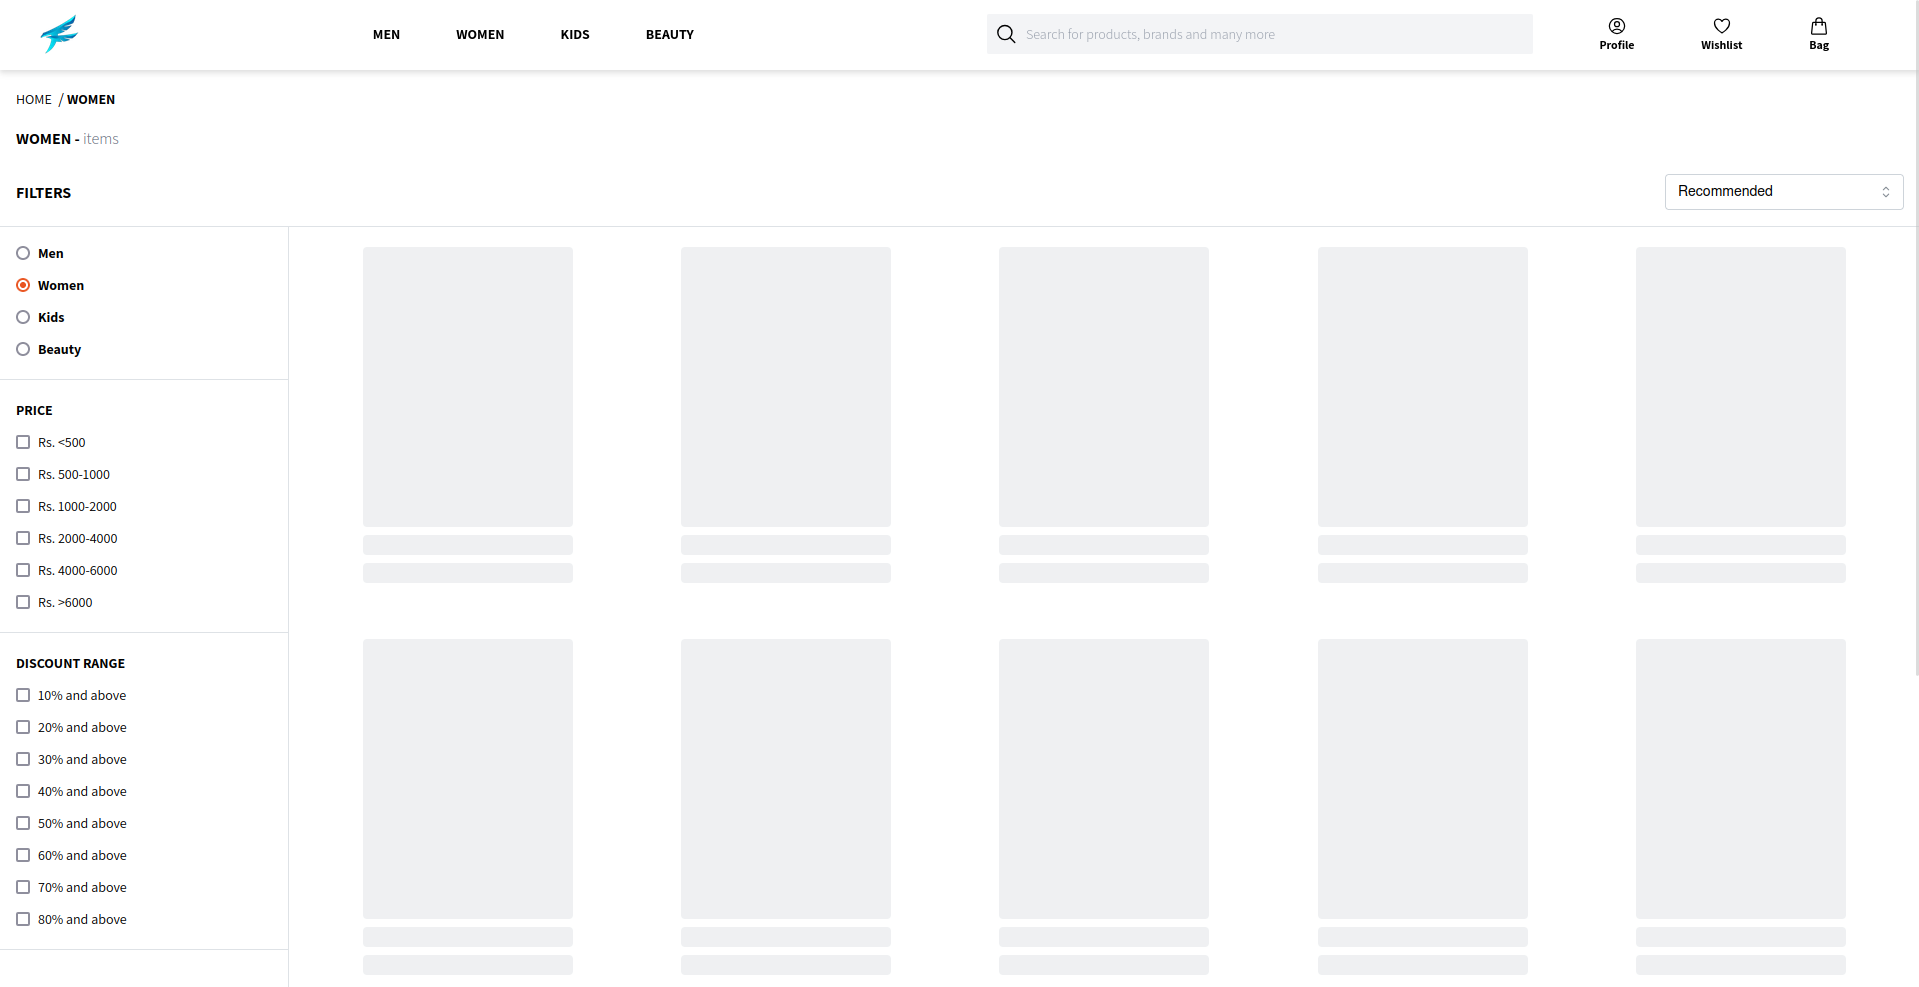 MEN
WOMEN
KIDS
BEAUTY
Search for products, brands and many more
Profile
Wishlist
Bag
HOME / WOMEN
WOMEN - items
FILTERS
Recommended
Men
Women
Kids
Beauty
PRICE
Rs. <500
Rs. 500-1000
Rs. 1000-2000
Rs. 2000-4000
Rs. 4000-6000
Rs. >6000
DISCOUNT RANGE
10% and above
20% and above
30% and above
40% and above
50% and above
60% and above
70% and above
80% and above